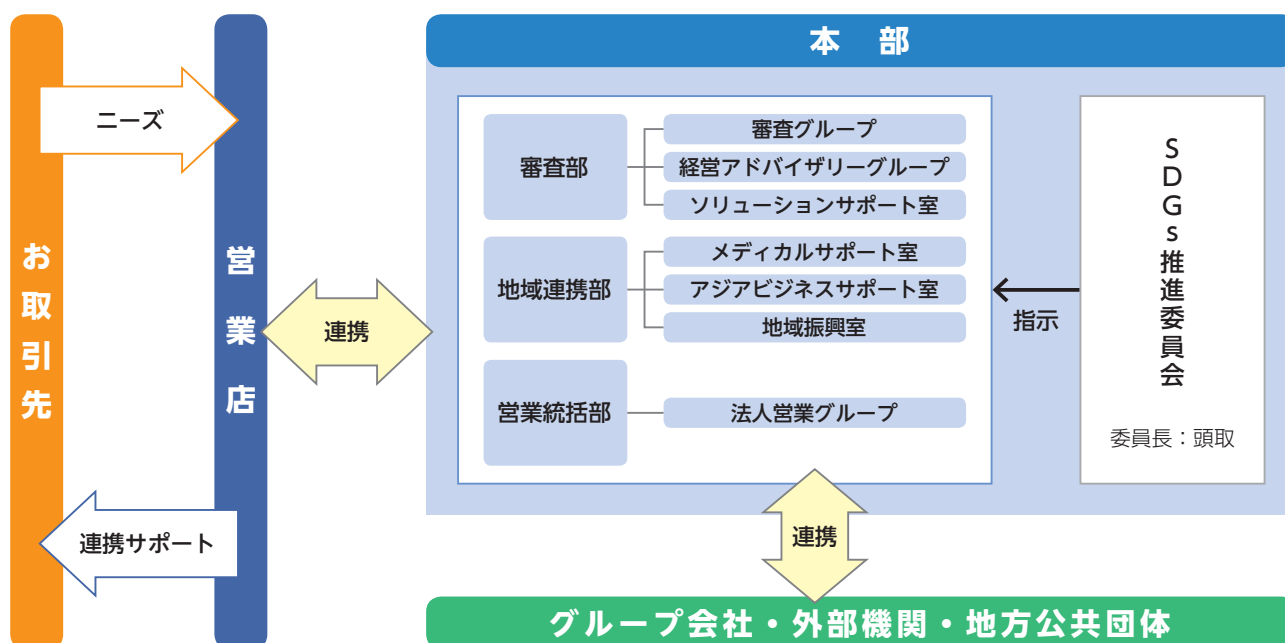 お取引先
ニーズ
営業店
連携サポート
連携
本部
審査部
審査グループ
経営アドバイザリーグループ
ソリューションサポート室
地域連携部
メディカルサポート室
アジアビジネスサポート室
地域振興室
営業統括部
法人営業グループ
指示
SDGs推進委員会
委員長：頭取
連携
グループ会社・外部機関・地方公共団体